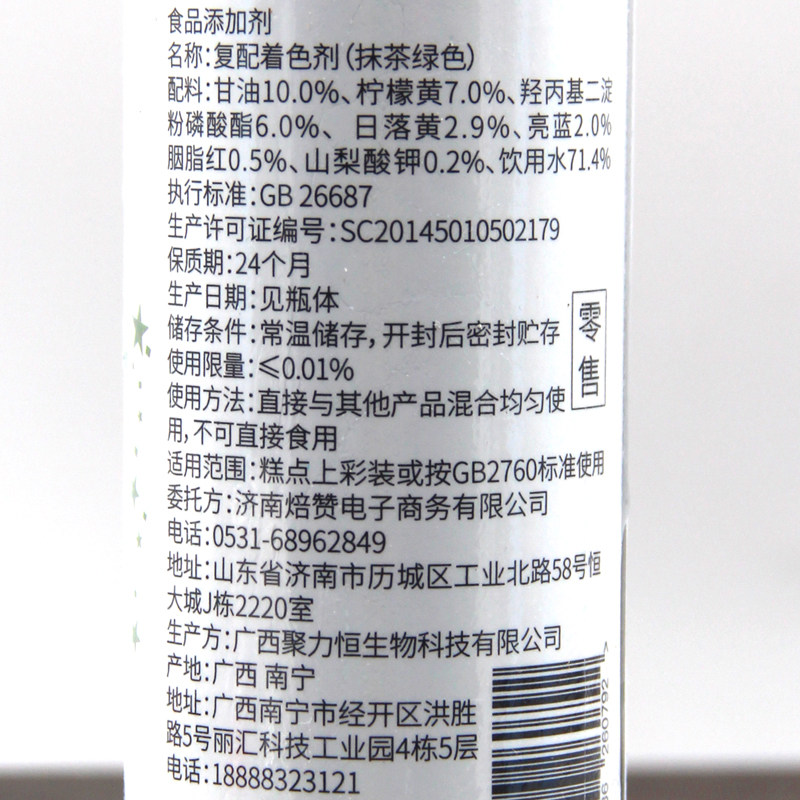 食品添加剂
名称：复配着色剂（抹茶绿色）
配料：甘油10.0%、柠檬黄7.0%、羟丙基二淀
粉磷酸酯6.0%、日落黄2.9%、亮蓝2.0%
胭脂红0.5%、山梨酸钾0.2%、饮用水71.4%
执行标准：GB 26687
生产许可证编号：SC20145010502179
保质期：24个月
生产日期：见瓶体
储存条件：常温储存，开封后密封贮存
使用限量：≤0.01%
使用方法：直接与其他产品混合均匀使
用，不可直接食用
零售
适用范围：糕点上彩装或按GB2760标准使用
委托方：济南焙赞电子商务有限公司
电话：0531-68962849
地址：山东省济南市历城区工业北路58号恒
大城J栋2220室
生产方：广西聚力恒生物科技有限公司
产地：广西 南宁
地址：广西南宁市经开区洪胜
路5号丽汇科技工业园4栋5层
电话：18888323121
260792 >